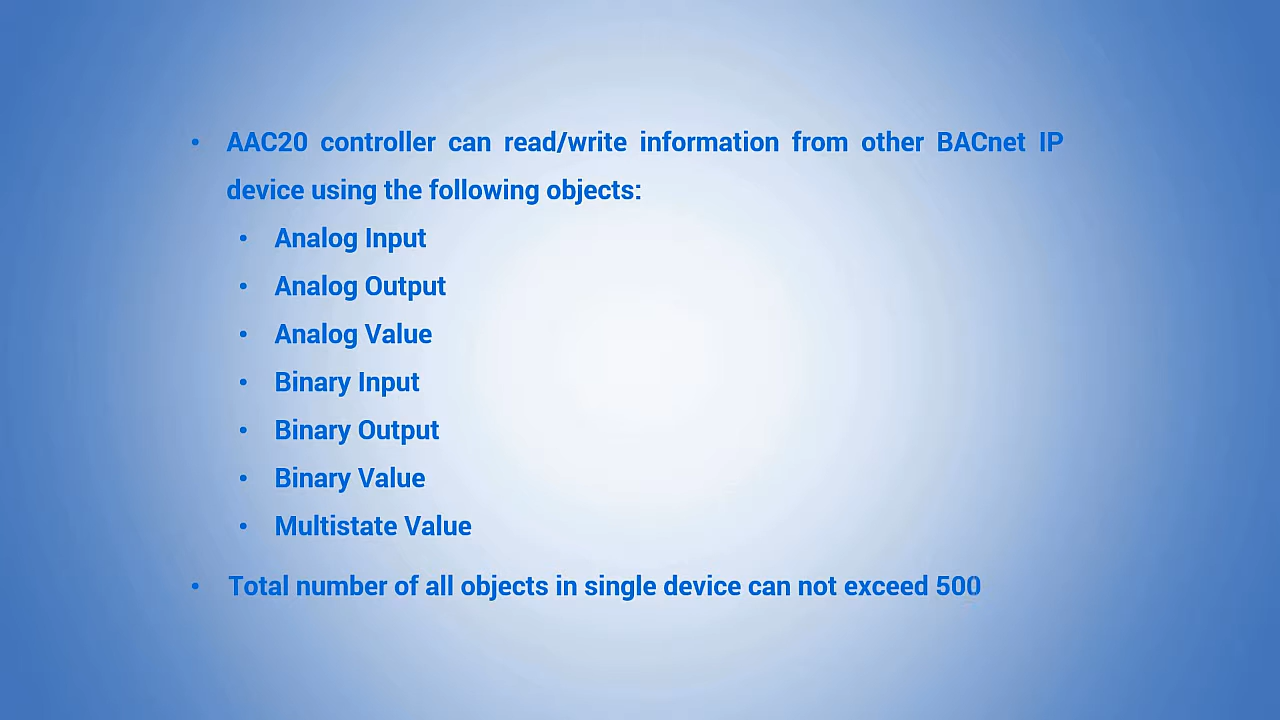 • AAC20 controller can read/write information from other BACnet IP
device using the following objects:
• Analog Input
• Analog Output
• Analog Value
• Binary Input
• Binary Output
• Binary Value
• Multistate Value
• Total number of all objects in single device can not exceed 500